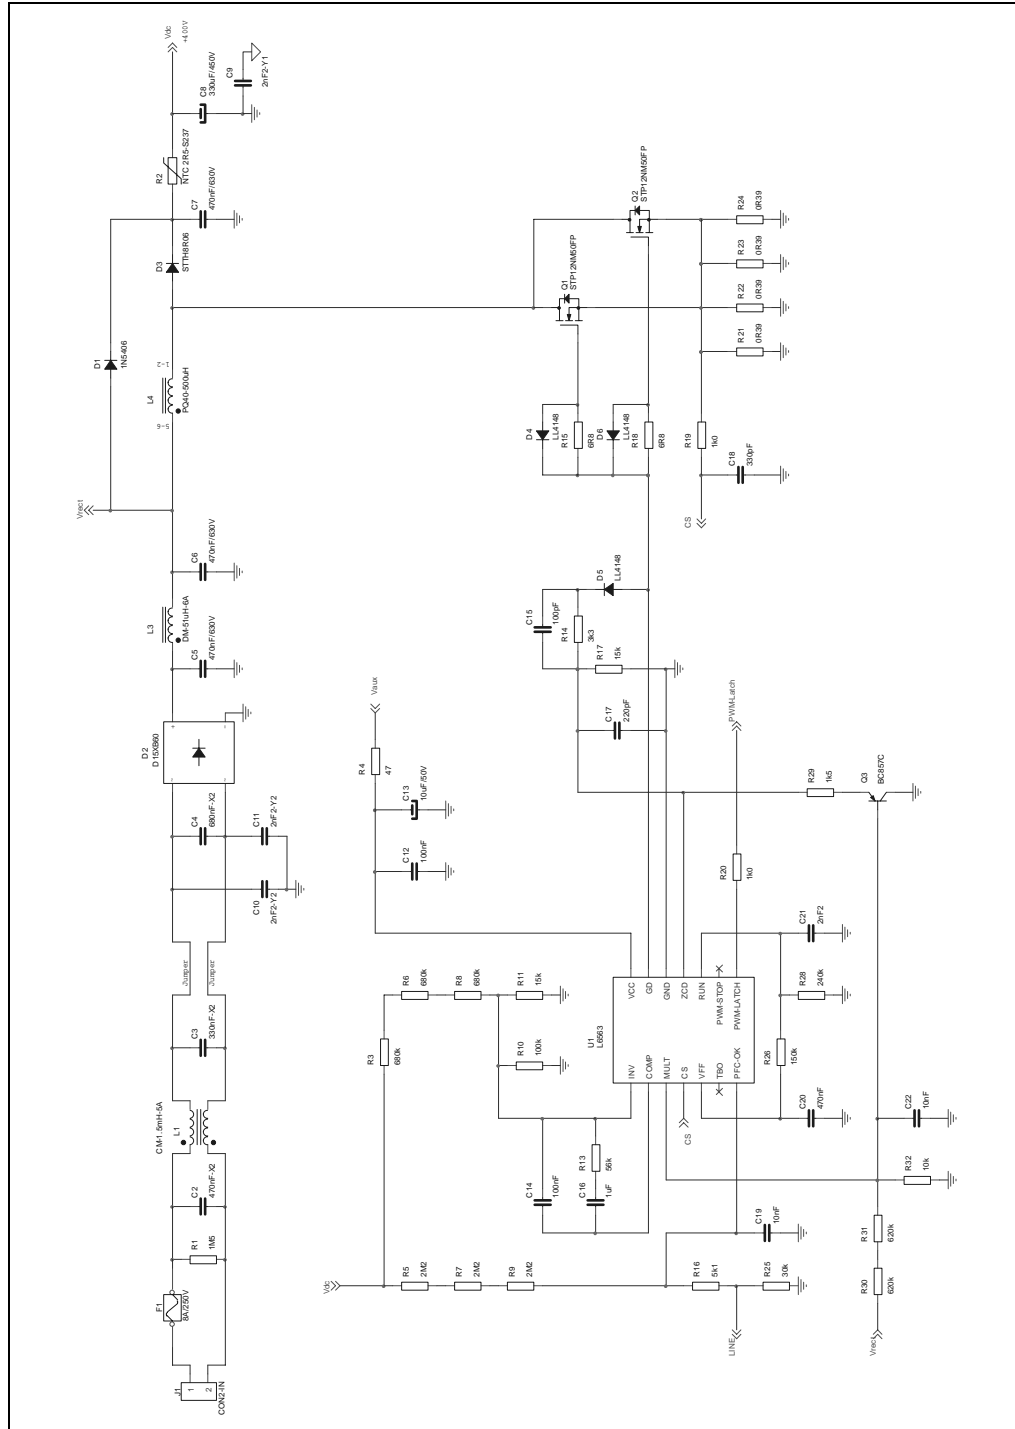 Vdc
+400V
C8
330uF/450V
C9
2nF2-Y1
R2
NTC 2R5-S237
C7
470nF/630V
D3
STTH8R06
D1
1N5406
1-2
L4
PQ40-500uH
5-6
Vrect
C6
470nF/630V
L3
DM-51uH-6A
C5
470nF/630V
D2
D15XB60
+
-
~
~
C4
680nF-X2
C11
2nF2-Y2
C10
2nF2-Y2
Jumper
Jumper
C3
330nF-X2
CM-1.5mH-5A
L1
C2
470nF-X2
R1
1M5
F1
8A/250V
J1
1
2
CON2-IN
Q2
STP12NM50FP
Q1
STP12NM50FP
R24
0R39
R23
0R39
R22
0R39
R21
0R39
D4
LL4148
R15
6R8
D6
LL4148
R18
6R8
R19
1k0
C18
330pF
CS
D5
LL4148
C15
100pF
R14
3k3
R17
15k
C17
220pF
Vaux
R4
47
C13
10uF/50V
C12
100nF
PWM-Latch
R29
1k5
Q3
BC857C
R20
1k0
C21
2nF2
R28
240k
R26
150k
C20
470nF
U1
L6563
VCC
GD
GND
ZCD
RUN
PWM-STOP
PWM-LATCH
INV
COMP
MULT
CS
VFF
TBO
PFC-OK
CS
R6
680k
R8
680k
R11
15k
R3
680k
R10
100k
R13
56k
C14
100nF
C16
1uF
C22
10nF
R32
10k
C19
10nF
R31
620k
R30
620k
Vrect
Vdc
R5
2M2
R7
2M2
R9
2M2
R16
5k1
R25
30k
LINE